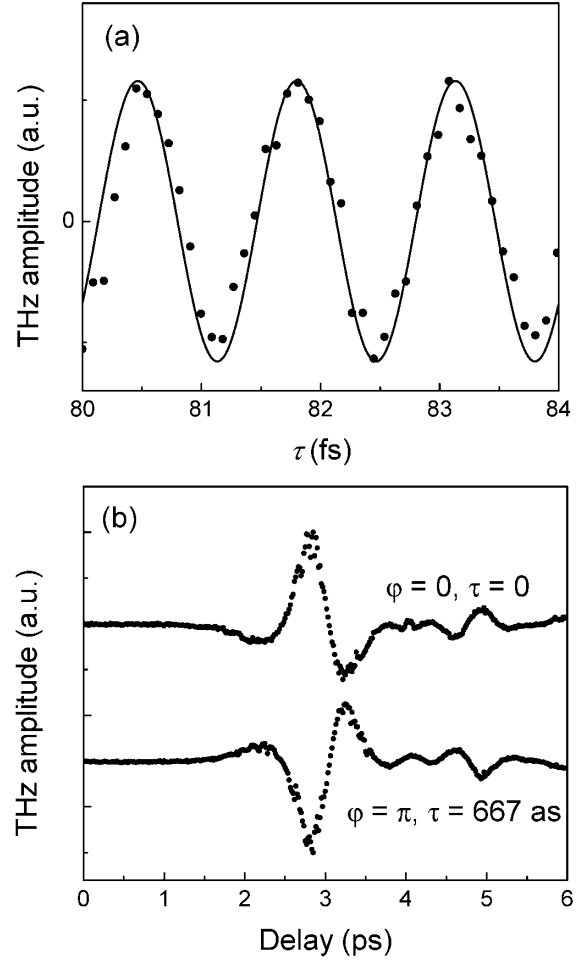 (a)
THz amplitude (a.u.)
0
80 81 82 83 84
τ (fs)
(b)
THz amplitude (a.u.)
φ = 0, τ = 0
φ = π, τ = 667 as
0 1 2 3 4 5 6
Delay (ps)